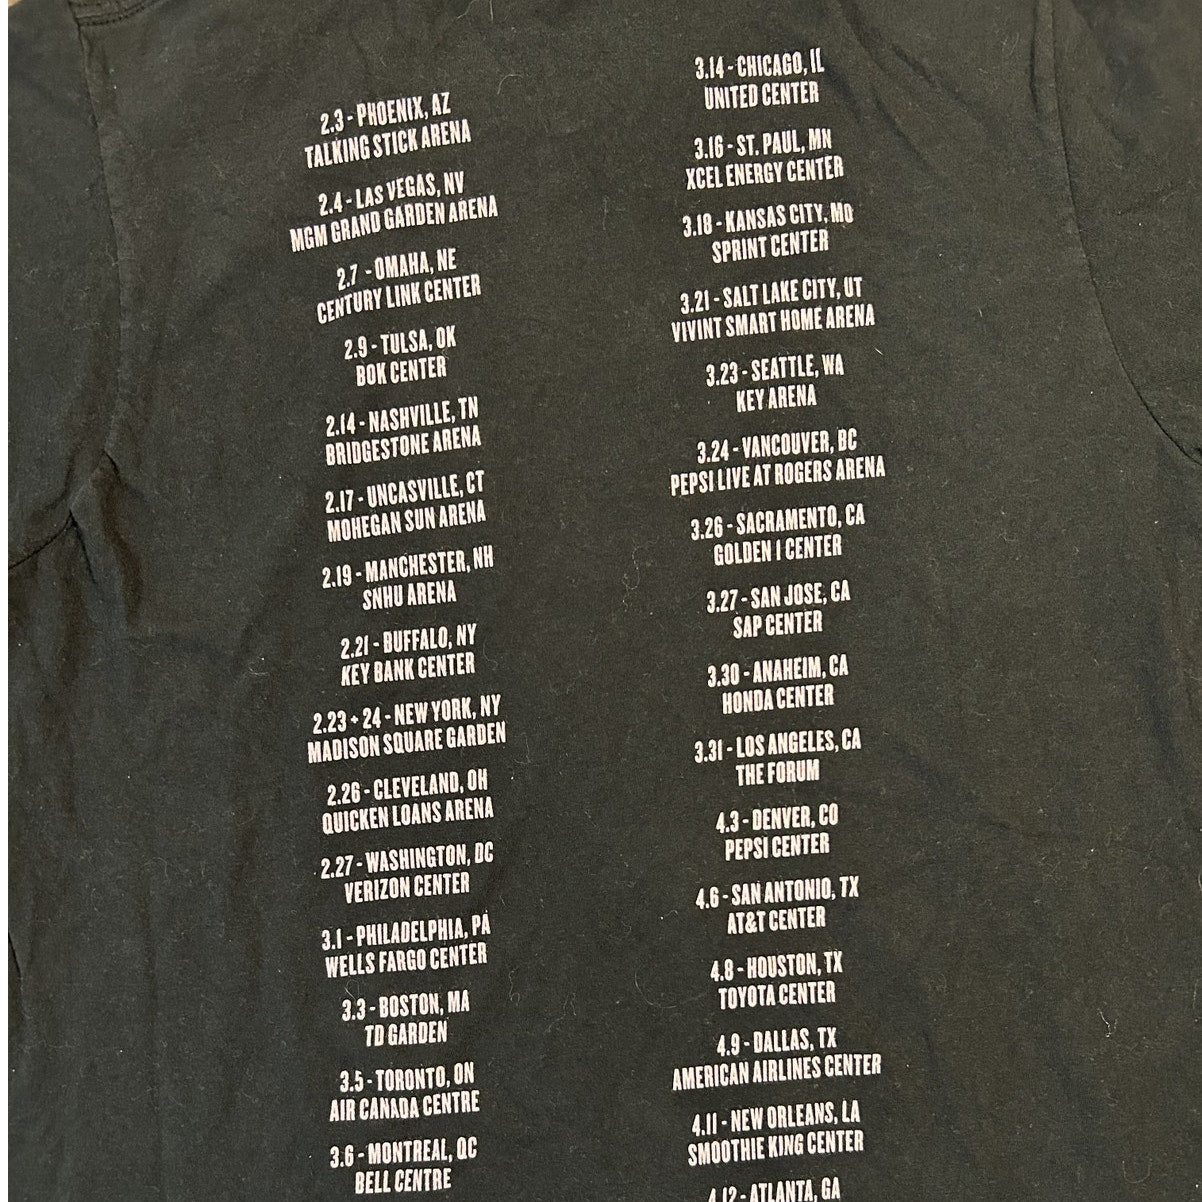 2.3 - PHOENIX, AZ
TALKING STICK ARENA
2.4 - LAS VEGAS, NV
MGM GRAND GARDEN ARENA
2.7 - OMAHA, NE
CENTURY LINK CENTER
2.9 - TULSA, OK
BOK CENTER
2.14 - NASHVILLE, TN
BRIDGESTONE ARENA
2.17 - UNCASVILLE, CT
MOHEGAN SUN ARENA
2.19 - MANCHESTER, NH
SNHU ARENA
2.21 - BUFFALO, NY
KEY BANK CENTER
2.23 + 24 - NEW YORK, NY
MADISON SQUARE GARDEN
2.26 - CLEVELAND, OH
QUICKEN LOANS ARENA
2.27 - WASHINGTON, DC
VERIZON CENTER
3.1 - PHILADELPHIA, PA
WELLS FARGO CENTER
3.3 - BOSTON, MA
TD GARDEN
3.5 - TORONTO, ON
AIR CANADA CENTRE
3.6 - MONTREAL, QC
BELL CENTRE
3.14 - CHICAGO, IL
UNITED CENTER
3.16 - ST. PAUL, MN
XCEL ENERGY CENTER
3.18 - KANSAS CITY, MO
SPRINT CENTER
3.21 - SALT LAKE CITY, UT
VIVINT SMART HOME ARENA
3.23 - SEATTLE, WA
KEY ARENA
3.24 - VANCOUVER, BC
PEPSI LIVE AT ROGERS ARENA
3.26 - SACRAMENTO, CA
GOLDEN 1 CENTER
3.27 - SAN JOSE, CA
SAP CENTER
3.30 - ANAHEIM, CA
HONDA CENTER
3.31 - LOS ANGELES, CA
THE FORUM
4.3 - DENVER, CO
PEPSI CENTER
4.6 - SAN ANTONIO, TX
AT&T CENTER
4.8 - HOUSTON, TX
TOYOTA CENTER
4.9 - DALLAS, TX
AMERICAN AIRLINES CENTER
4.11 - NEW ORLEANS, LA
SMOOTHIE KING CENTER
4.12 - ATLANTA, GA